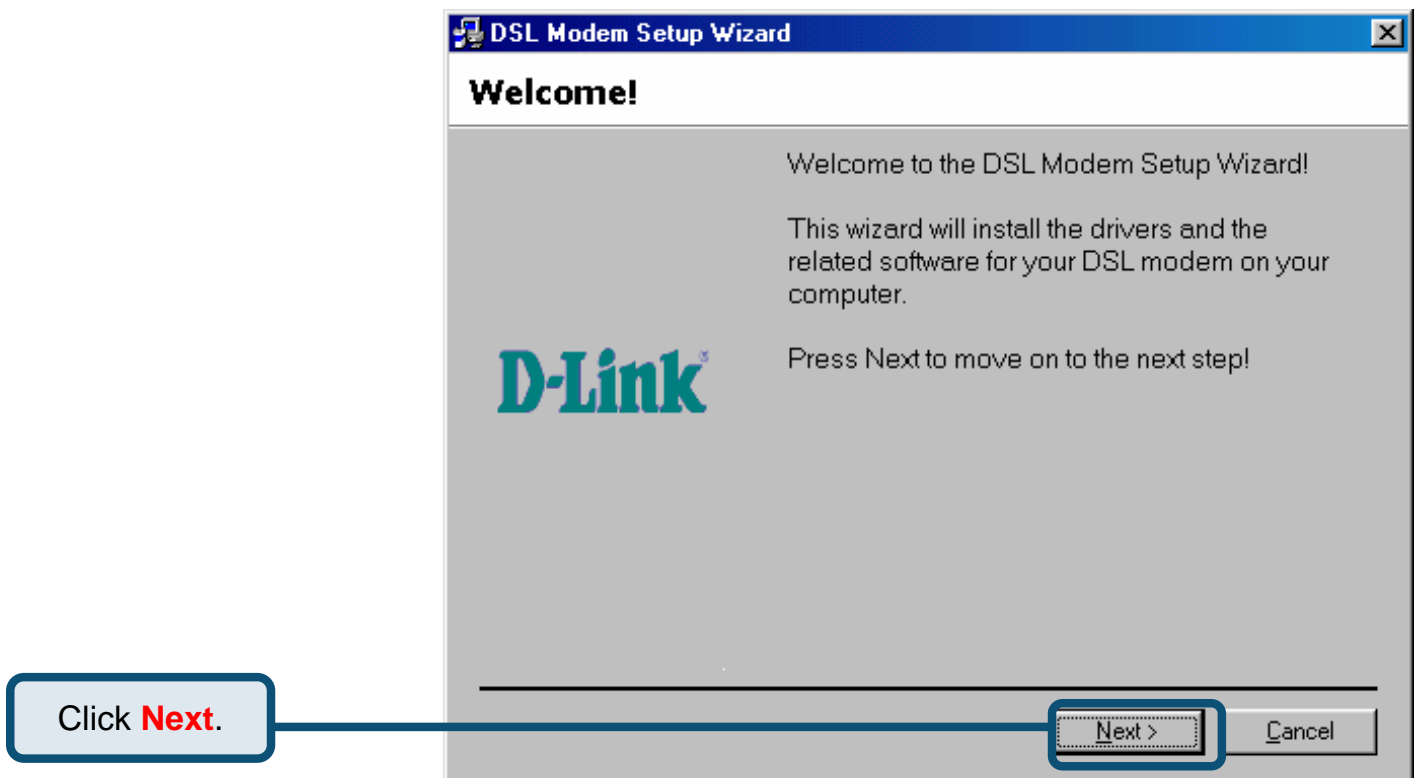 DSL Modem Setup Wizard
Welcome!
Welcome to the DSL Modem Setup Wizard!
This wizard will install the drivers and the
related software for your DSL modem on your
computer.
Press Next to move on to the next step!
D-Link
Click Next.
Next >
Cancel